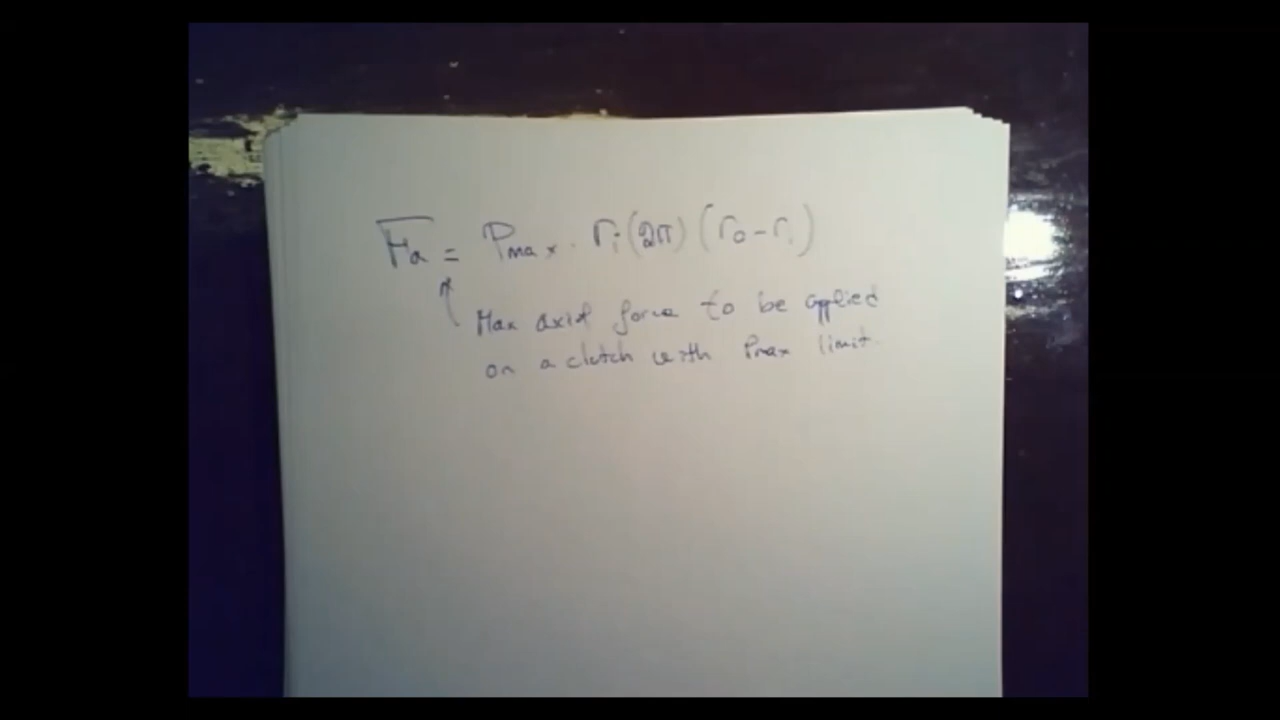 Fa = Pmax · ri (2π) (ro - ri)
Max axial force to be applied
on a clutch with Pmax limit.